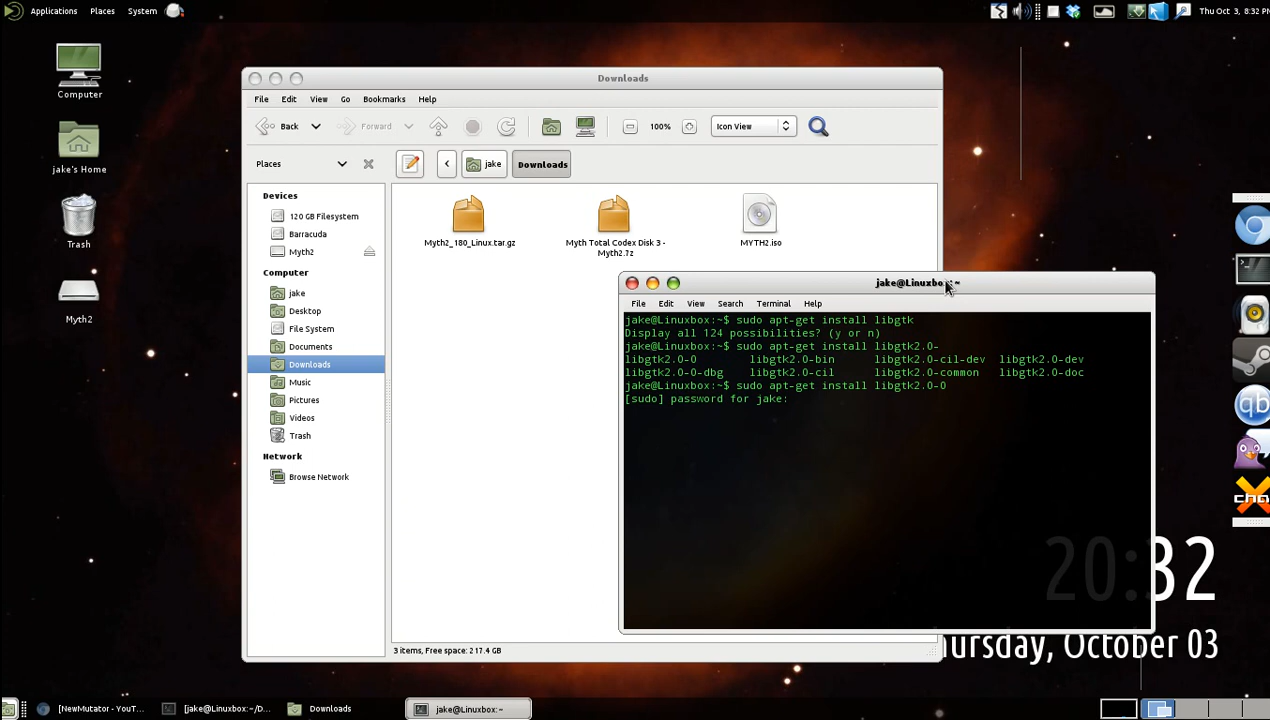 Applications Places System
Thu Oct 3, 8:32 PM
Computer
jake's Home
Trash
Myth2
Downloads
File Edit View Go Bookmarks Help
Back Forward 100% Icon View
Places jake Downloads
Devices
120 GB Filesystem
Barracuda
Myth2
Computer
jake
Desktop
File System
Documents
Downloads
Music
Pictures
Videos
Trash
Network
Browse Network
Myth2_180_Linux.tar.gz
Myth Total Codex Disk 3 -
Myth2.7z
MYTH2.iso
3 items, Free space: 217.4 GB
jake@Linuxbox: ~
File Edit View Search Terminal Help
jake@Linuxbox:~$ sudo apt-get install libgtk
Display all 124 possibilities? (y or n)
jake@Linuxbox:~$ sudo apt-get install libgtk2.0-
libgtk2.0-0 libgtk2.0-bin libgtk2.0-cil-dev libgtk2.0-dev
libgtk2.0-0-dbg libgtk2.0-cil libgtk2.0-common libgtk2.0-doc
jake@Linuxbox:~$ sudo apt-get install libgtk2.0-0
[sudo] password for jake:
qb
cho
20:32
hursday, October 03
[NewMutator - YouT... [jake@Linuxbox:~/D... Downloads jake@Linuxbox: ~